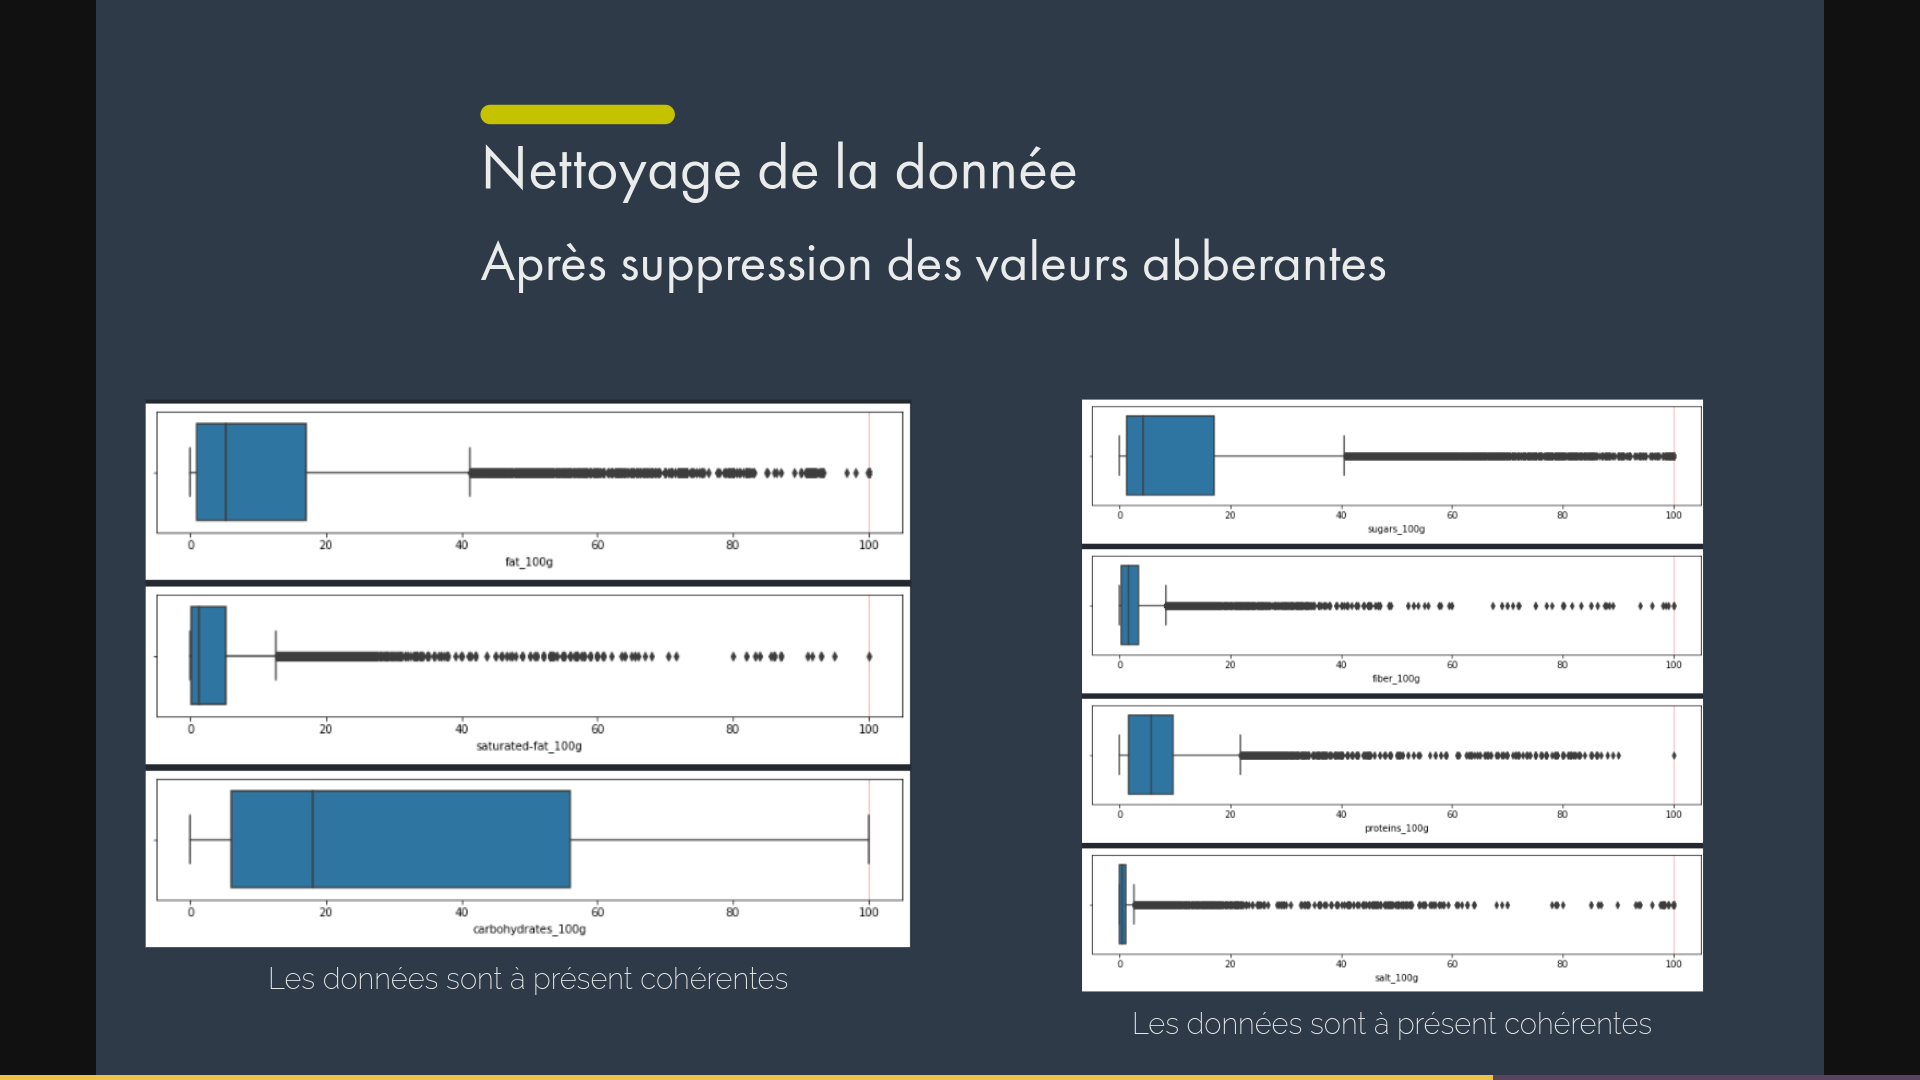 Nettoyage de la donnée
Après suppression des valeurs abberantes
0 20 40 60 80 100
fat_100g
0 20 40 60 80 100
saturated-fat_100g
0 20 40 60 80 100
carbohydrates_100g
Les données sont à présent cohérentes
0 20 40 60 80 100
sugars_100g
0 20 40 60 80 100
fiber_100g
0 20 40 60 80 100
proteins_100g
0 20 40 60 80 100
salt_100g
Les données sont à présent cohérentes